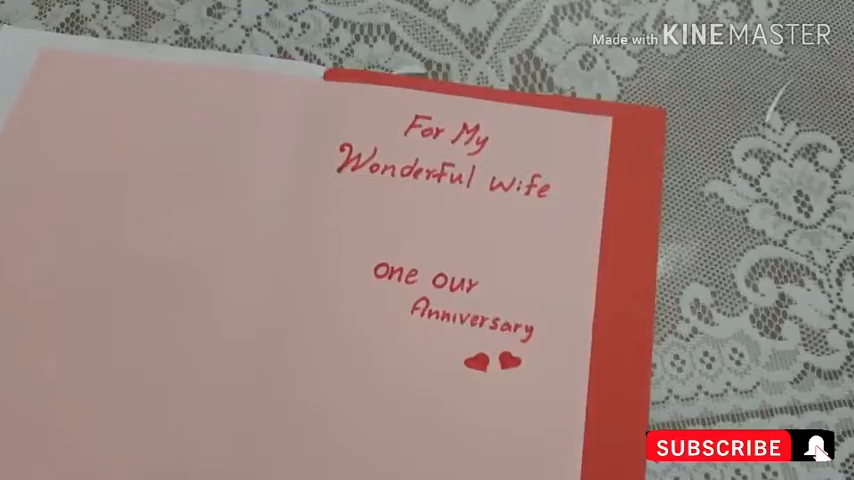 Made with KINEMASTER
For My
Wonderful Wife
one our
Anniversary
SUBSCRIBE